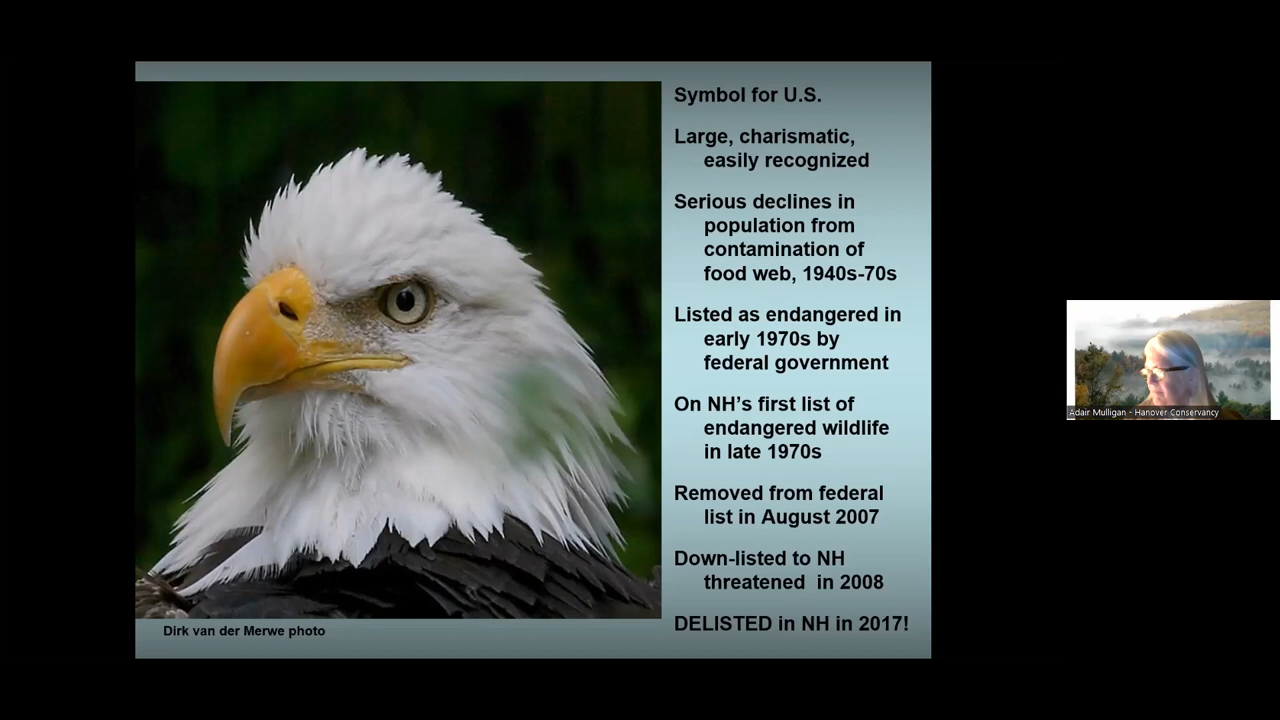 Symbol for U.S.
Large, charismatic,
easily recognized
Serious declines in
population from
contamination of
food web, 1940s-70s
Listed as endangered in
early 1970s by
federal government
On NH’s first list of
endangered wildlife
in late 1970s
Removed from federal
list in August 2007
Down-listed to NH
threatened  in 2008
DELISTED in NH in 2017!
Dirk van der Merwe photo
Adair Mulligan - Hanover Conservancy